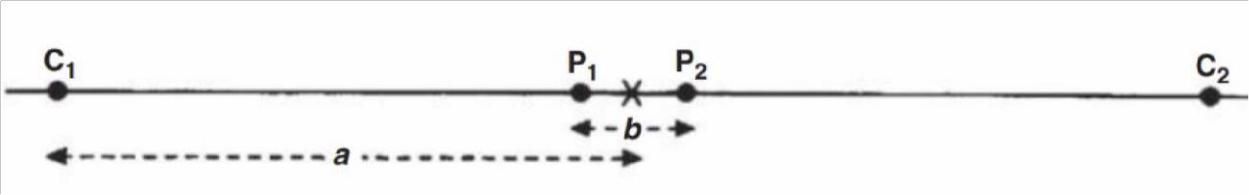 C₁ P₁ P₂ C₂
b
a